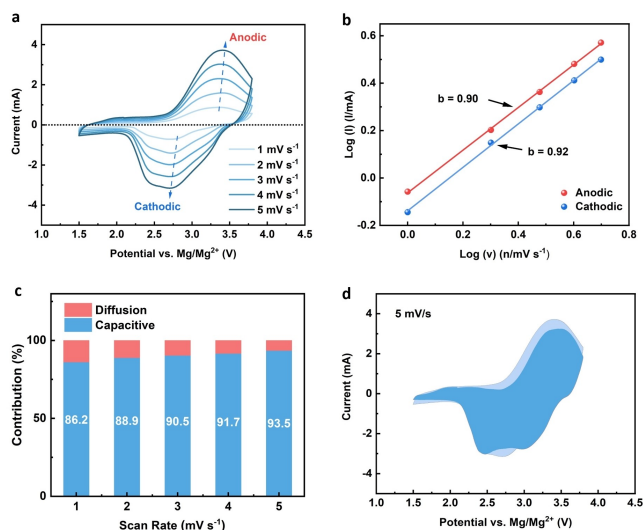 a
Anodic
Cathodic
1 mV s⁻¹
2 mV s⁻¹
3 mV s⁻¹
4 mV s⁻¹
5 mV s⁻¹
Current (mA)
4
2
0
-2
-4
1.0 1.5 2.0 2.5 3.0 3.5 4.0 4.5
Potential vs. Mg/Mg²⁺ (V)
b
b = 0.90
b = 0.92
Anodic
Cathodic
Log (I) (I/mA)
0.6
0.4
0.2
0.0
-0.2
0.0 0.2 0.4 0.6 0.8
Log (v) (n/mV s⁻¹)
c
Diffusion
Capacitive
Contribution (%)
100
50
0
86.2 88.9 90.5 91.7 93.5
1 2 3 4 5
Scan Rate (mV s⁻¹)
d
5 mV/s
Current (mA)
4
2
0
-2
-4
1.0 1.5 2.0 2.5 3.0 3.5 4.0 4.5
Potential vs. Mg/Mg²⁺ (V)